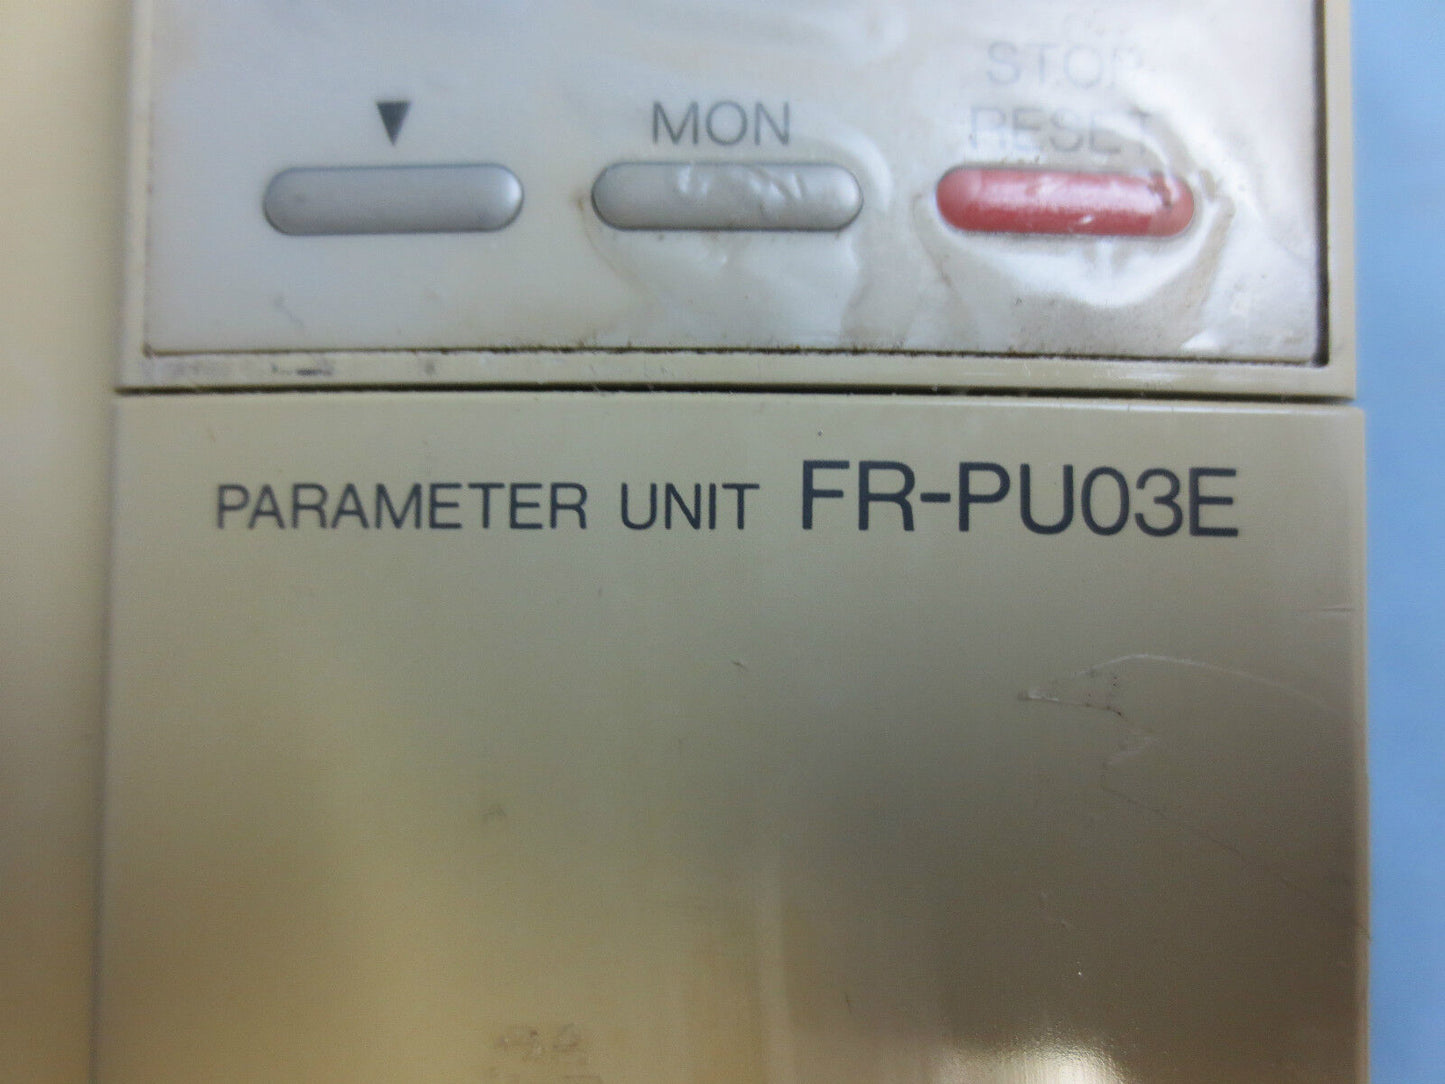 STOP
▼ MON RESET
PARAMETER UNIT FR-PU03E